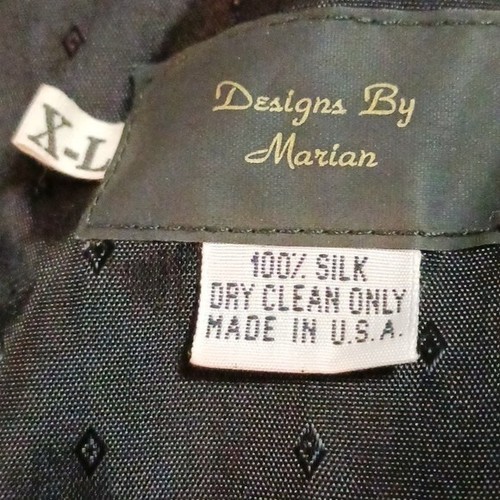 X-L
Designs By
Marian
100% SILK
DRY CLEAN ONLY
MADE IN U.S.A.